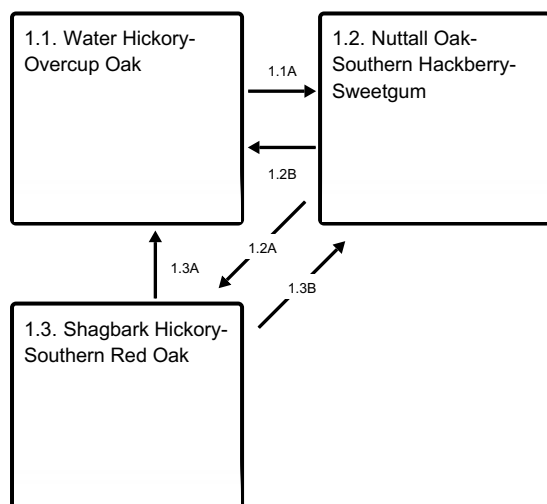 1.1. Water Hickory-
Overcup Oak
1.1A
1.2. Nuttall Oak-
Southern Hackberry-
Sweetgum
1.2B
1.2A
1.3A
1.3B
1.3. Shagbark Hickory-
Southern Red Oak